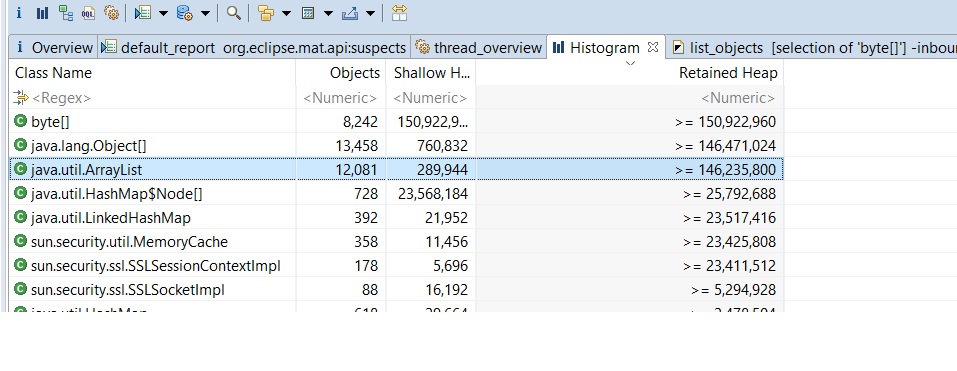 i OQL
i Overview default_report org.eclipse.mat.api:suspects thread_overview Histogram list_objects [selection of 'byte[]'] -inbou
Class Name Objects Shallow H... Retained Heap
<Regex> <Numeric> <Numeric> <Numeric>
byte[] 8,242 150,922,9... >= 150,922,960
java.lang.Object[] 13,458 760,832 >= 146,471,024
java.util.ArrayList 12,081 289,944 >= 146,235,800
java.util.HashMap$Node[] 728 23,568,184 >= 25,792,688
java.util.LinkedHashMap 392 21,952 >= 23,517,416
sun.security.util.MemoryCache 358 11,456 >= 23,425,808
sun.security.ssl.SSLSessionContextImpl 178 5,696 >= 23,411,512
sun.security.ssl.SSLSocketImpl 88 16,192 >= 5,294,928